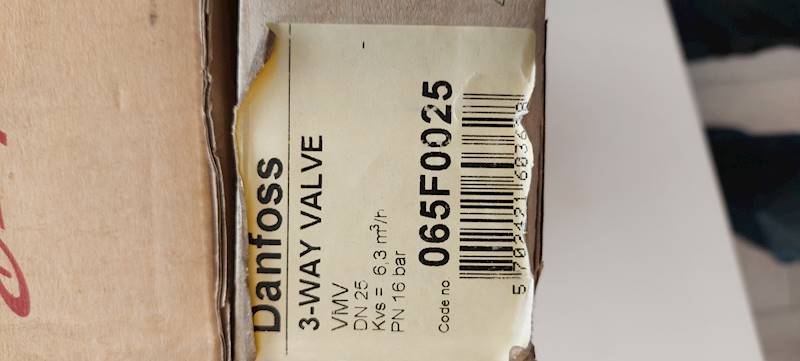 Danfoss
3-WAY VALVE
VMV
DN 25
Kvs = 6,3 m³/h
PN 16 bar
Code no 065F0025